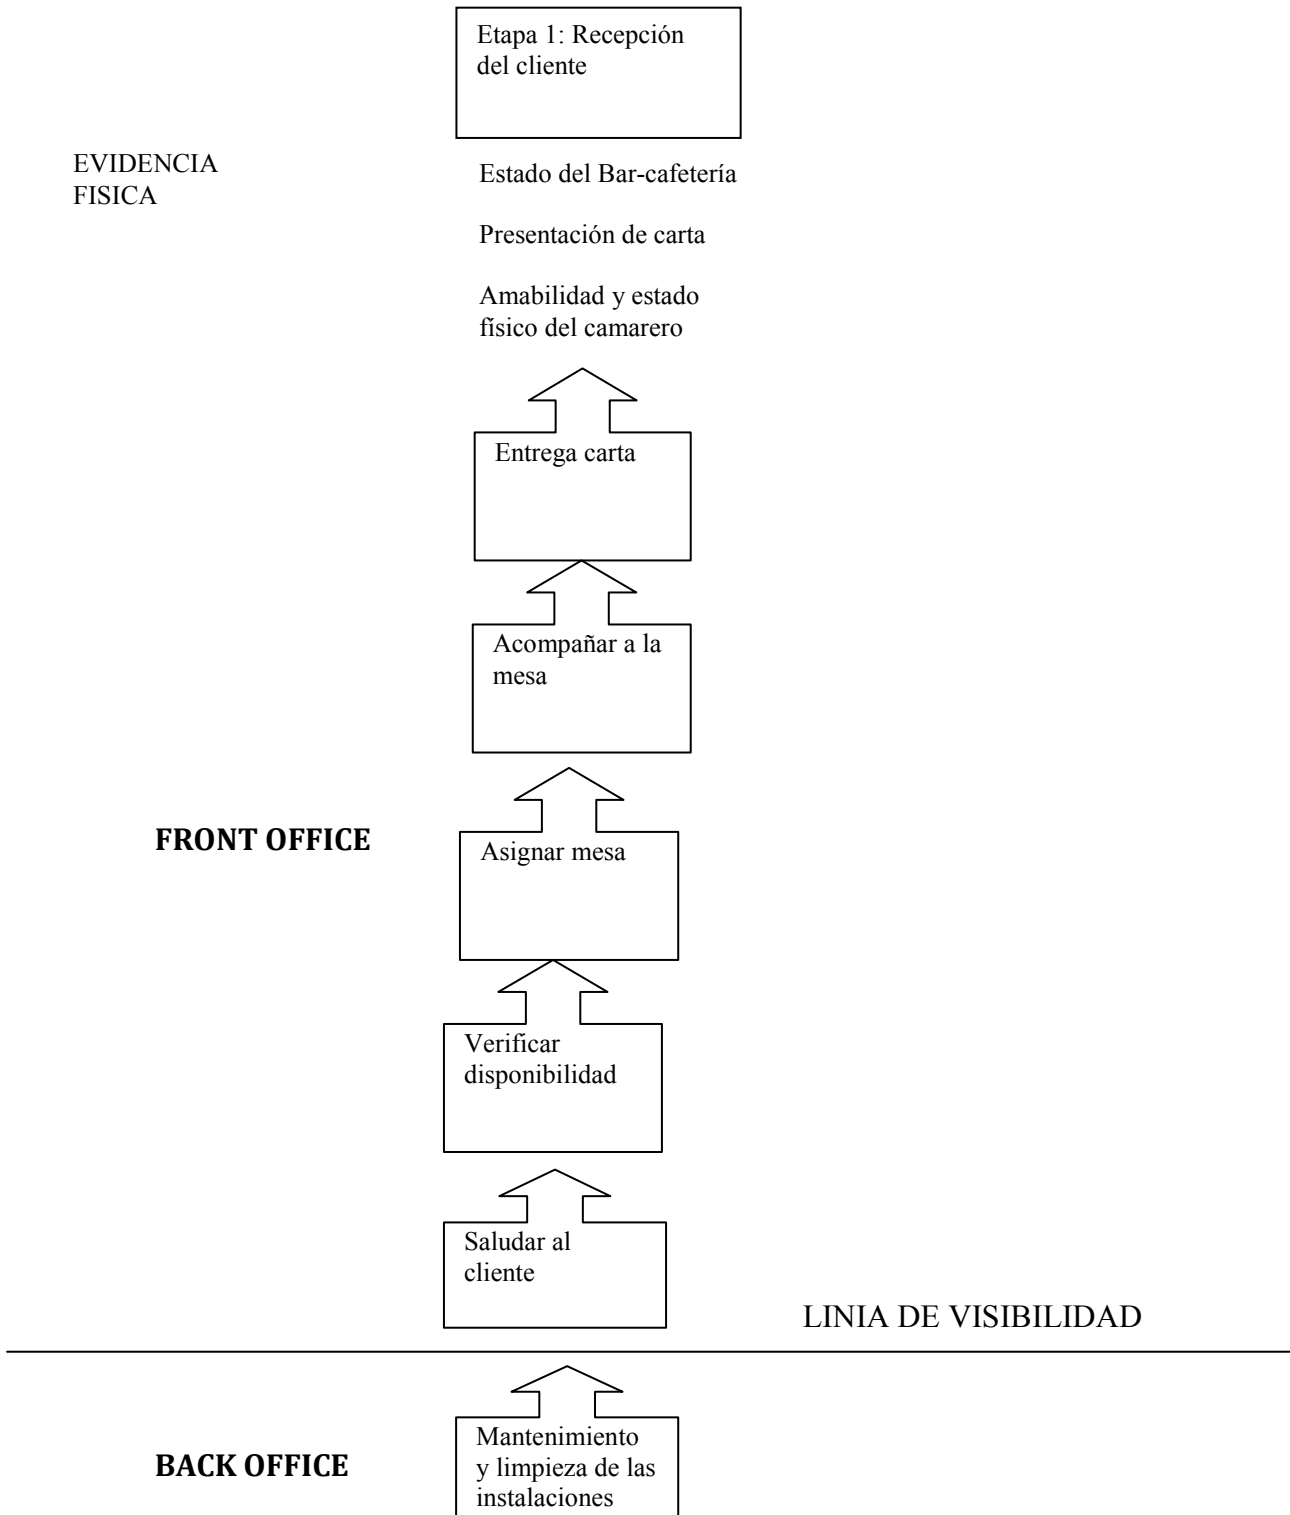 Etapa 1: Recepción
del cliente
EVIDENCIA
FISICA
Estado del Bar-cafetería
Presentación de carta
Amabilidad y estado
físico del camarero
Entrega carta
Acompañar a la
mesa
FRONT OFFICE
Asignar mesa
Verificar
disponibilidad
Saludar al
cliente
LINIA DE VISIBILIDAD
BACK OFFICE
Mantenimiento
y limpieza de las
instalaciones